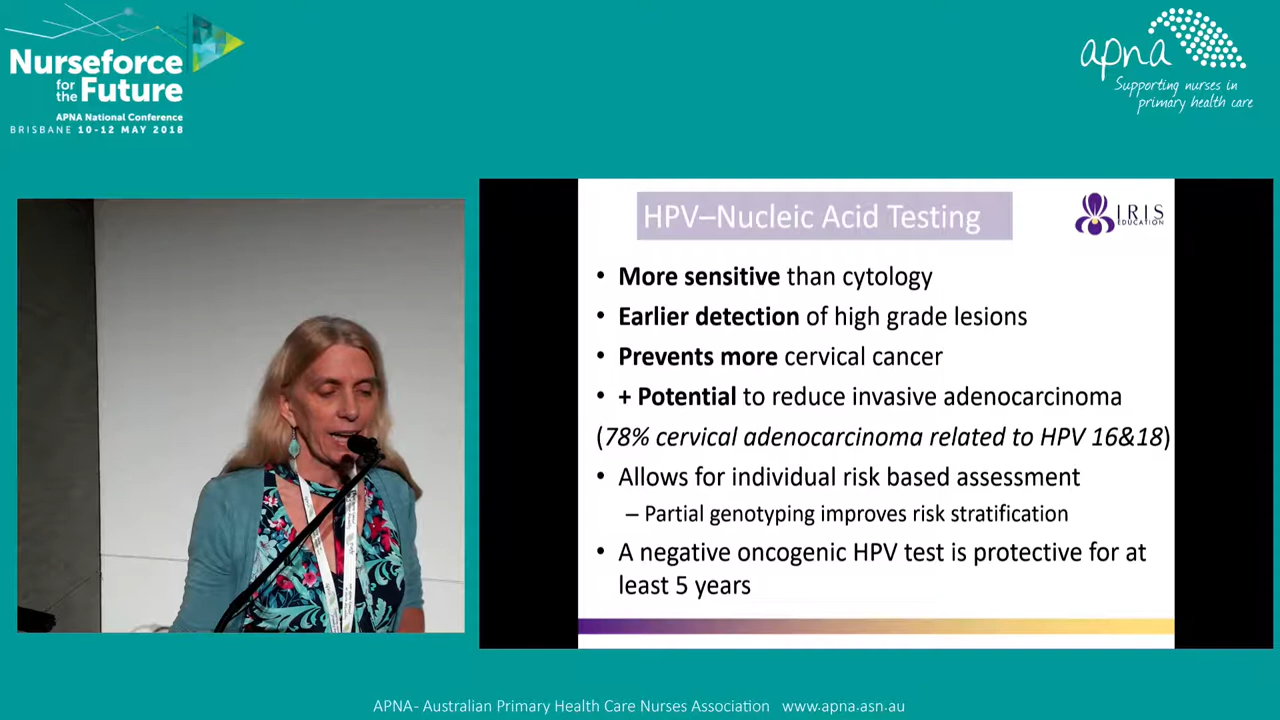 Nurseforce
for the Future
APNA National Conference
BRISBANE 10-12 MAY 2018
apna
Supporting nurses in
primary health care
HPV–Nucleic Acid Testing
IRIS
EDUCATION
• More sensitive than cytology
• Earlier detection of high grade lesions
• Prevents more cervical cancer
• + Potential to reduce invasive adenocarcinoma
(78% cervical adenocarcinoma related to HPV 16&18)
• Allows for individual risk based assessment
– Partial genotyping improves risk stratification
• A negative oncogenic HPV test is protective for at
least 5 years
APNA- Australian Primary Health Care Nurses Association www.apna.asn.au